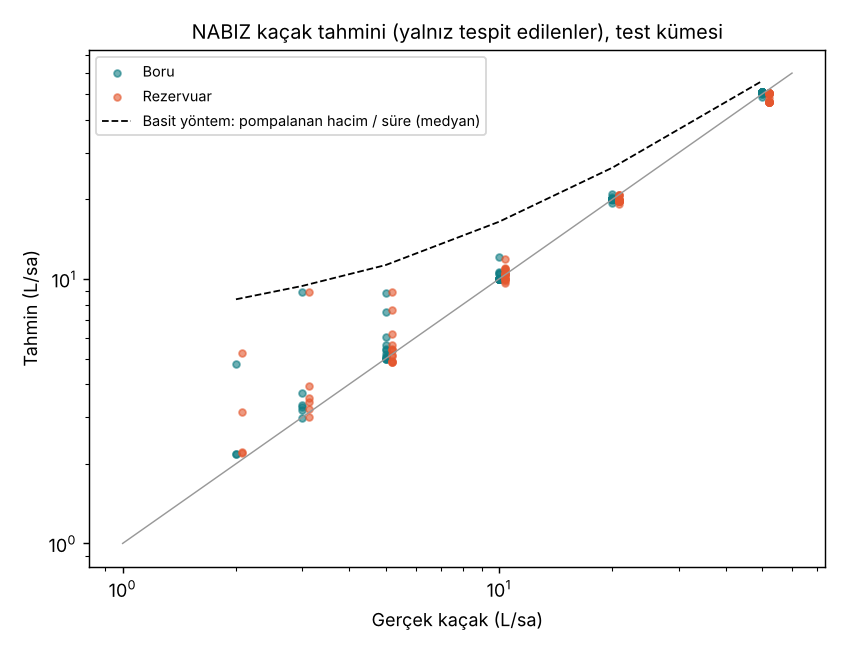 NABIZ kaçak tahmini (yalnız tespit edilenler), test kümesi
Boru
Rezervuar
Basit yöntem: pompalanan hacim / süre (medyan)
Tahmin (L/sa)
10¹
10⁰
10⁰
10¹
Gerçek kaçak (L/sa)